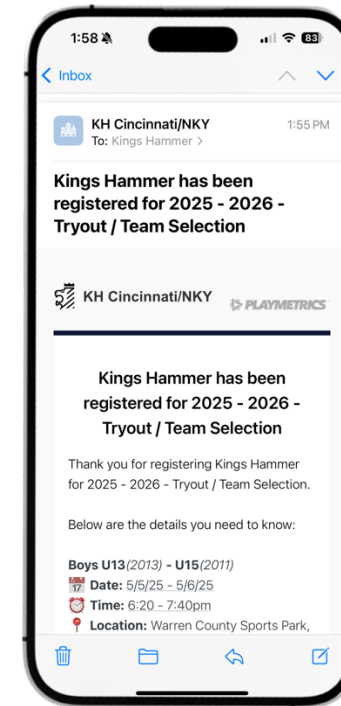 1:58
83
Inbox
KH Cincinnati/NKY 1:55 PM
To: Kings Hammer >
Kings Hammer has been
registered for 2025 - 2026 -
Tryout / Team Selection
KH Cincinnati/NKY PLAYMETRICS
Kings Hammer has been
registered for 2025 - 2026 -
Tryout / Team Selection
Thank you for registering Kings Hammer
for 2025 - 2026 - Tryout / Team Selection.
Below are the details you need to know:
Boys U13(2013) - U15(2011)
17 Date: 5/5/25 - 5/6/25
Time: 6:20 - 7:40pm
Location: Warren County Sports Park,